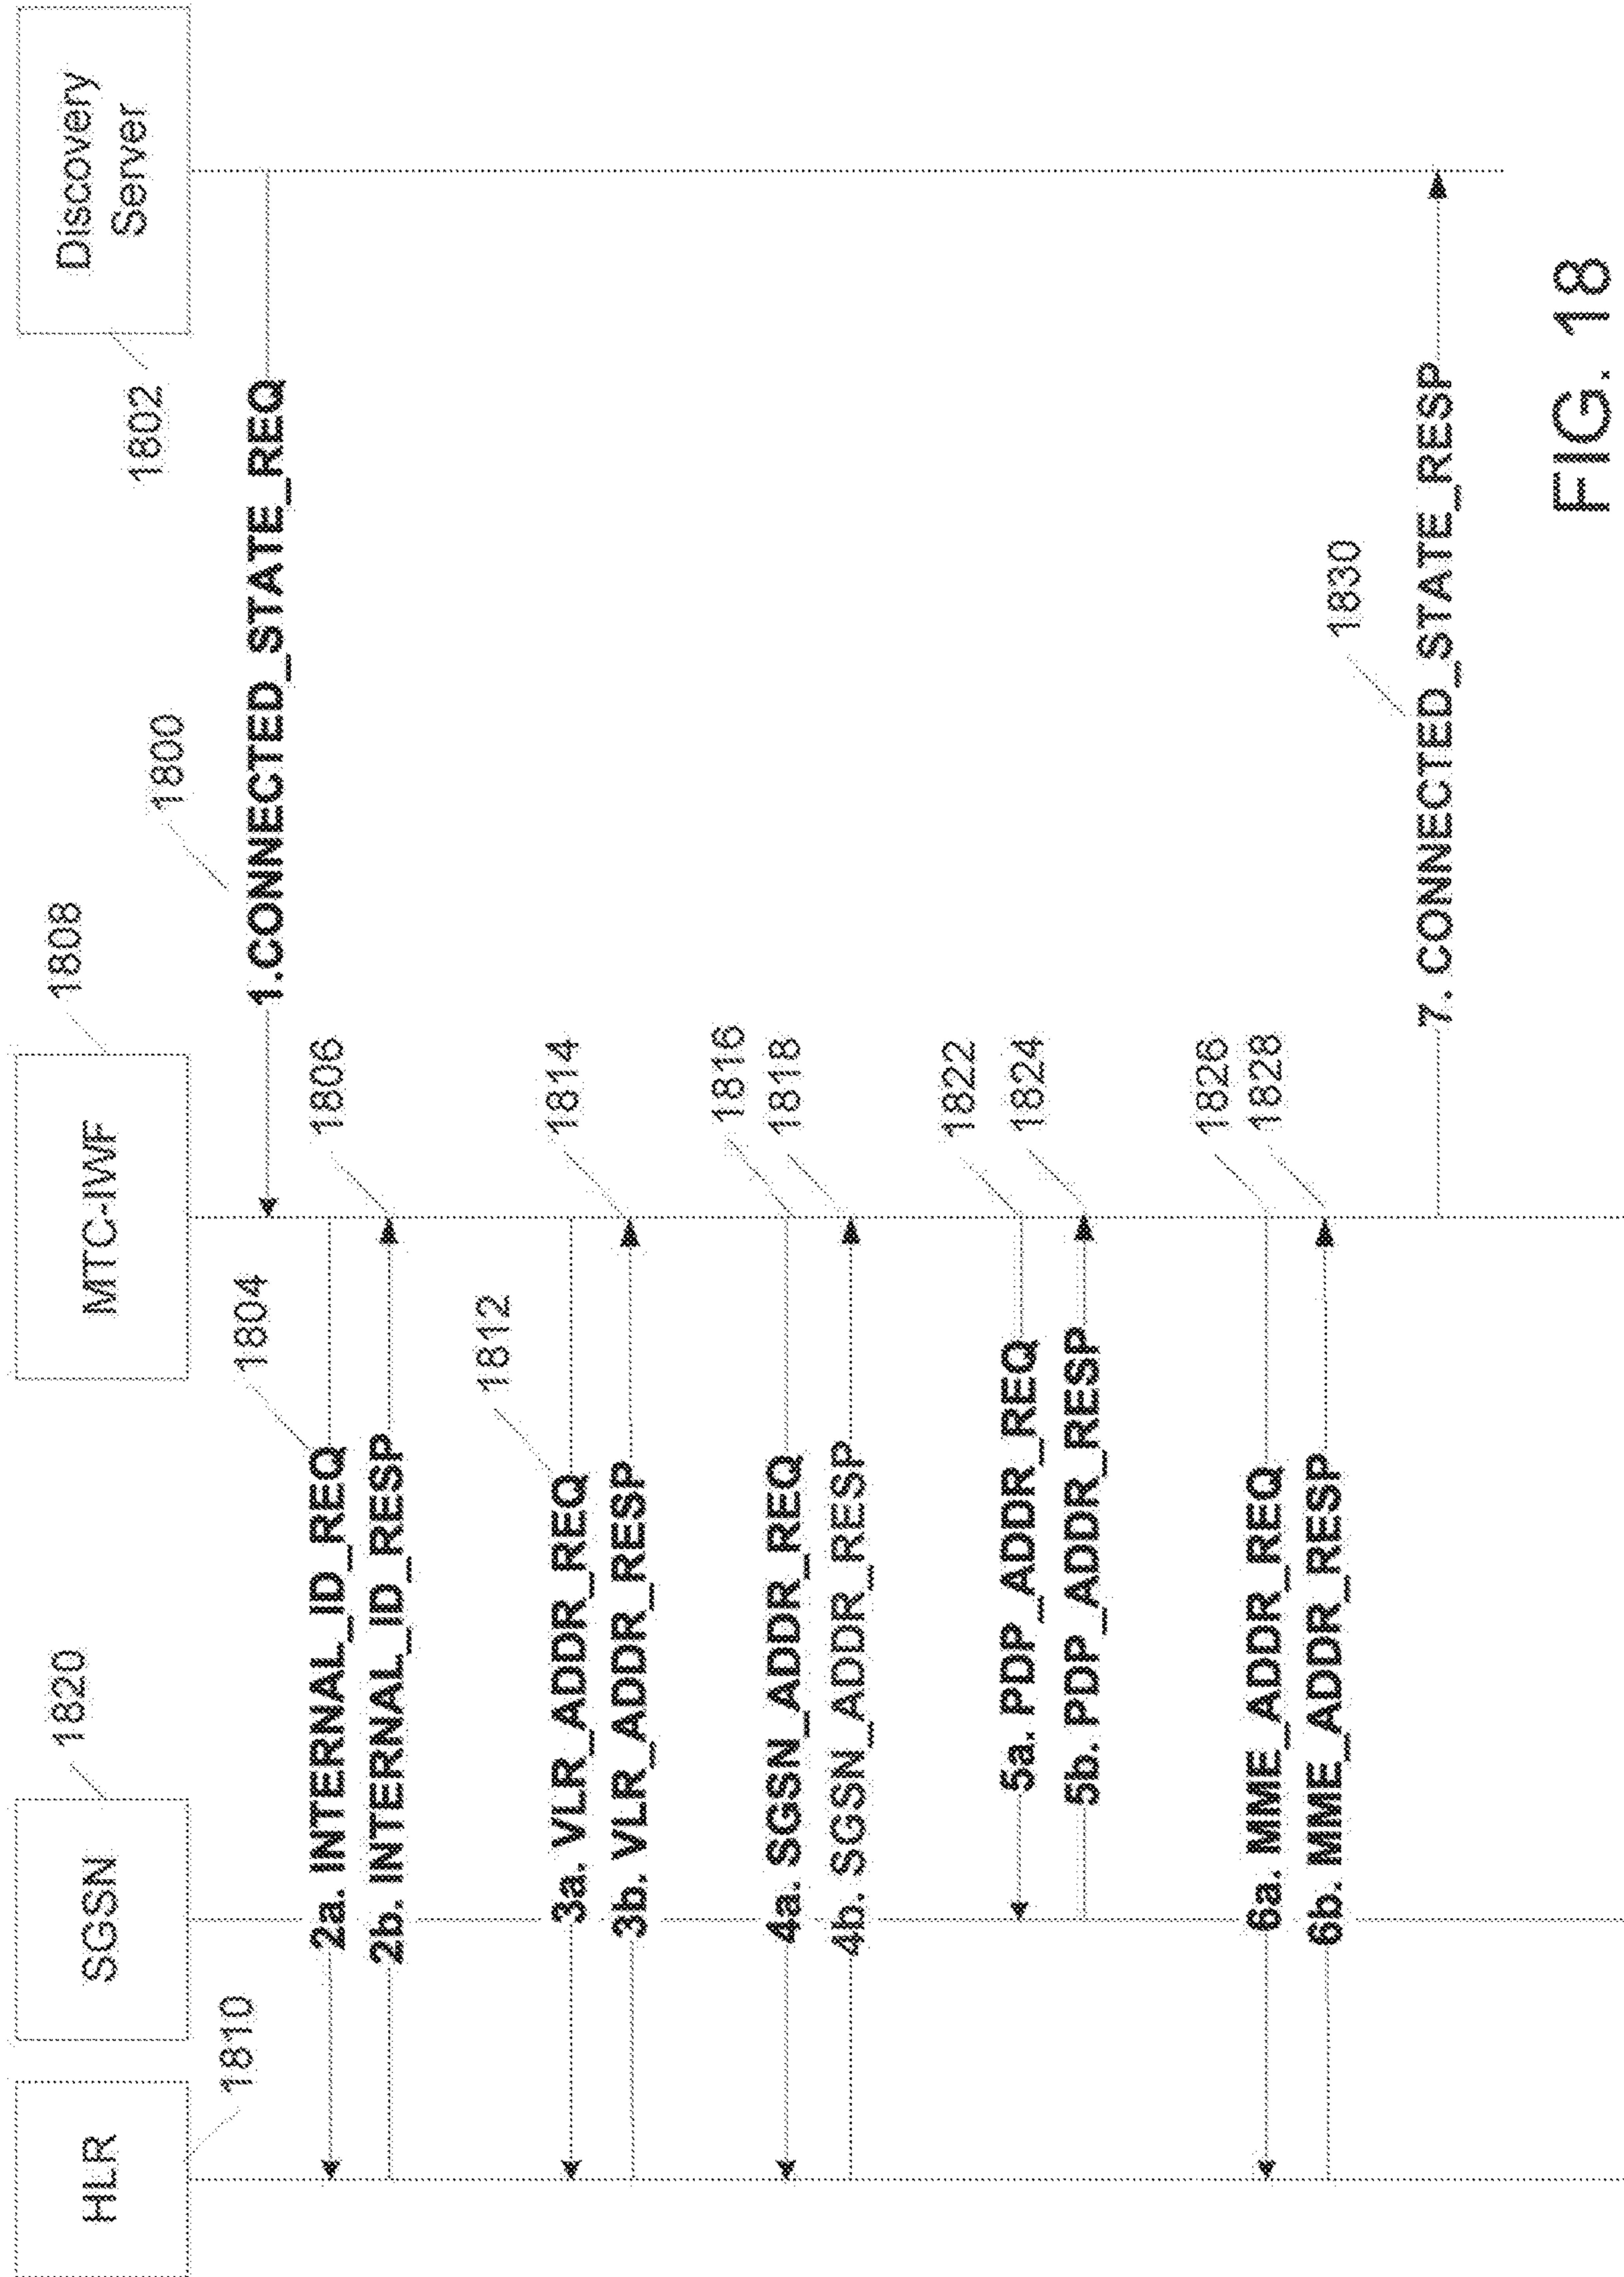 HLR
SGSN
MTC-IWF
Discovery
Server
1810
1820
1808
1802
1800
1.CONNECTED_STATE_REQ
1804
2a. INTERNAL_ID_REQ
1806
2b. INTERNAL_ID_RESP
1812
3a. VLR_ADDR_REQ
1814
3b. VLR_ADDR_RESP
1816
4a. SGSN_ADDR_REQ
1818
4b. SGSN_ADDR_RESP
1822
5a. PDP_ADDR_REQ
1824
5b. PDP_ADDR_RESP
1826
6a. MME_ADDR_REQ
1828
6b. MME_ADDR_RESP
1830
7. CONNECTED_STATE_RESP
FIG. 18